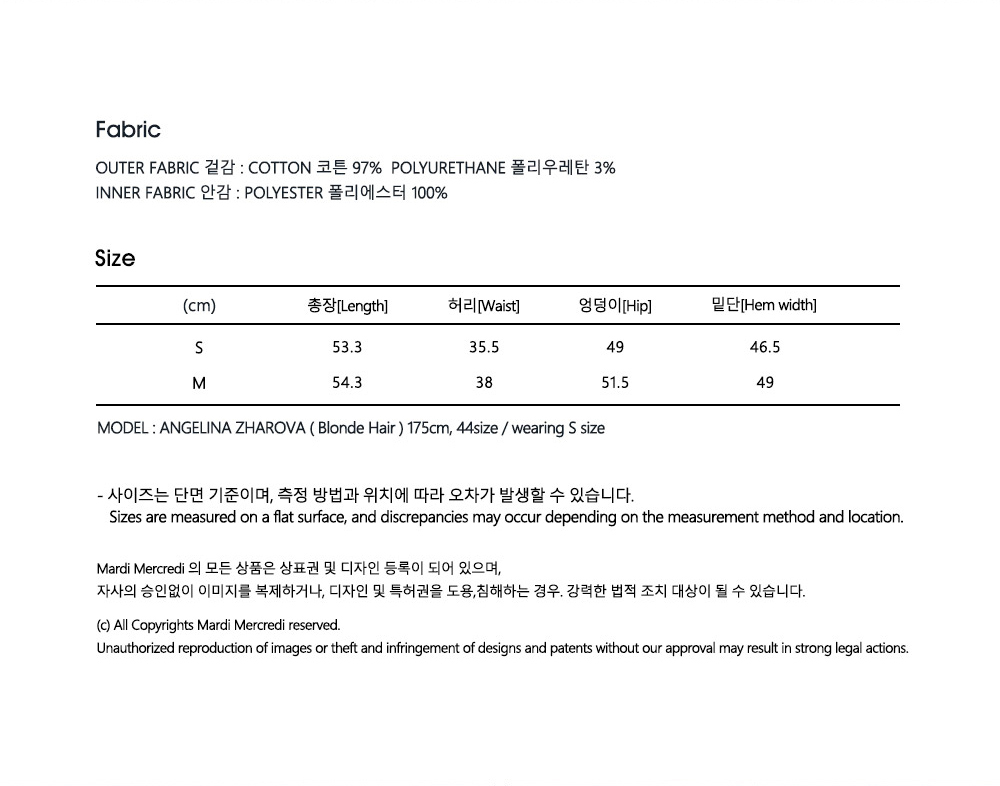 Fabric
OUTER FABRIC 겉감 : COTTON 코튼 97% POLYURETHANE 폴리우레탄 3%
INNER FABRIC 안감 : POLYESTER 폴리에스터 100%
Size
(cm) 총장[Length] 허리[Waist] 엉덩이[Hip] 밑단[Hem width]
S 53.3 35.5 49 46.5
M 54.3 38 51.5 49
MODEL : ANGELINA ZHAROVA ( Blonde Hair ) 175cm, 44size / wearing S size
- 사이즈는 단면 기준이며, 측정 방법과 위치에 따라 오차가 발생할 수 있습니다.
Sizes are measured on a flat surface, and discrepancies may occur depending on the measurement method and location.
Mardi Mercredi 의 모든 상품은 상표권 및 디자인 등록이 되어 있으며,
자사의 승인없이 이미지를 복제하거나, 디자인 및 특허권을 도용,침해하는 경우. 강력한 법적 조치 대상이 될 수 있습니다.
(c) All Copyrights Mardi Mercredi reserved.
Unauthorized reproduction of images or theft and infringement of designs and patents without our approval may result in strong legal actions.